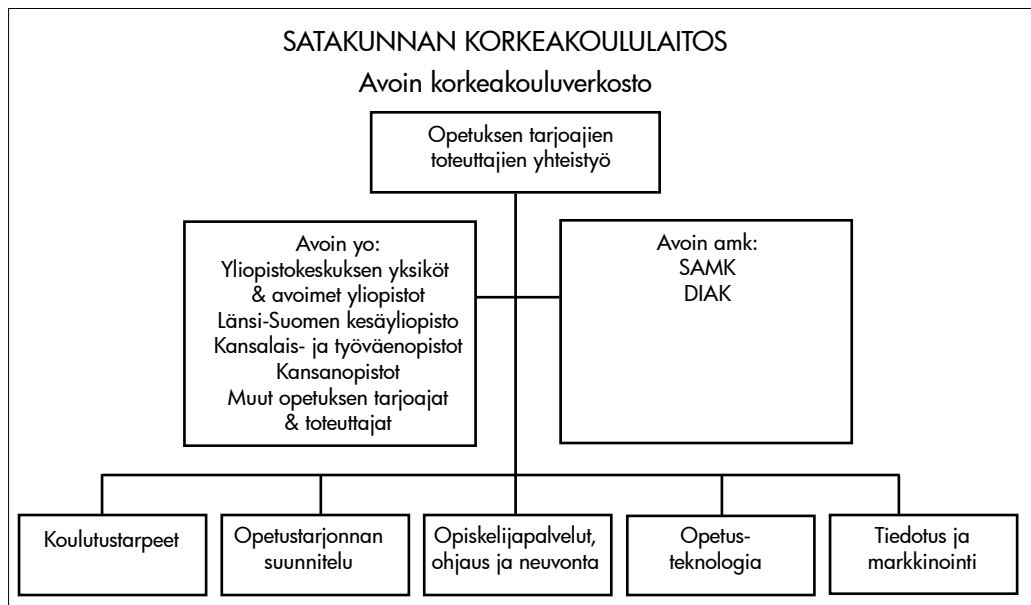 SATAKUNNAN KORKEAKOULULAITOS
Avoin korkeakouluverkosto
Opetuksen tarjoajien
toteuttajien yhteistyö
Avoin yo:
Yliopistokeskuksen yksiköt
& avoimet yliopistot
Länsi-Suomen kesäyliopisto
Kansalais- ja työväenopistot
Kansanopistot
Muut opetuksen tarjoajat
& toteuttajat
Avoin amk:
SAMK
DIAK
Koulutustarpeet
Opetustarjonnan
suunnitelu
Opiskelijapalvelut,
ohjaus ja neuvonta
Opetus-
teknologia
Tiedotus ja
markkinointi